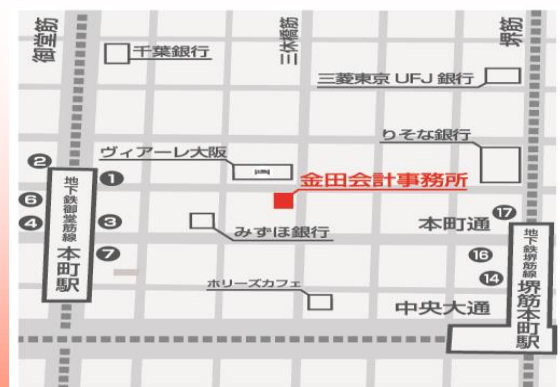 御堂筋
三休橋筋
堺筋
千葉銀行
三菱東京UFJ銀行
りそな銀行
ヴィアーレ大阪
金田会計事務所
みずほ銀行
本町通
ホリーズカフェ
中央大通
地下鉄御堂筋線
本町駅
地下鉄堺筋線
堺筋本町駅
2
1
6
4
3
7
17
16
14